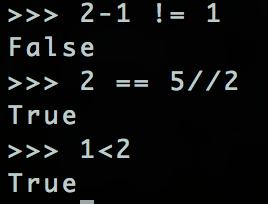 >>> 2-1 != 1
False
>>> 2 == 5//2
True
>>> 1<2
True